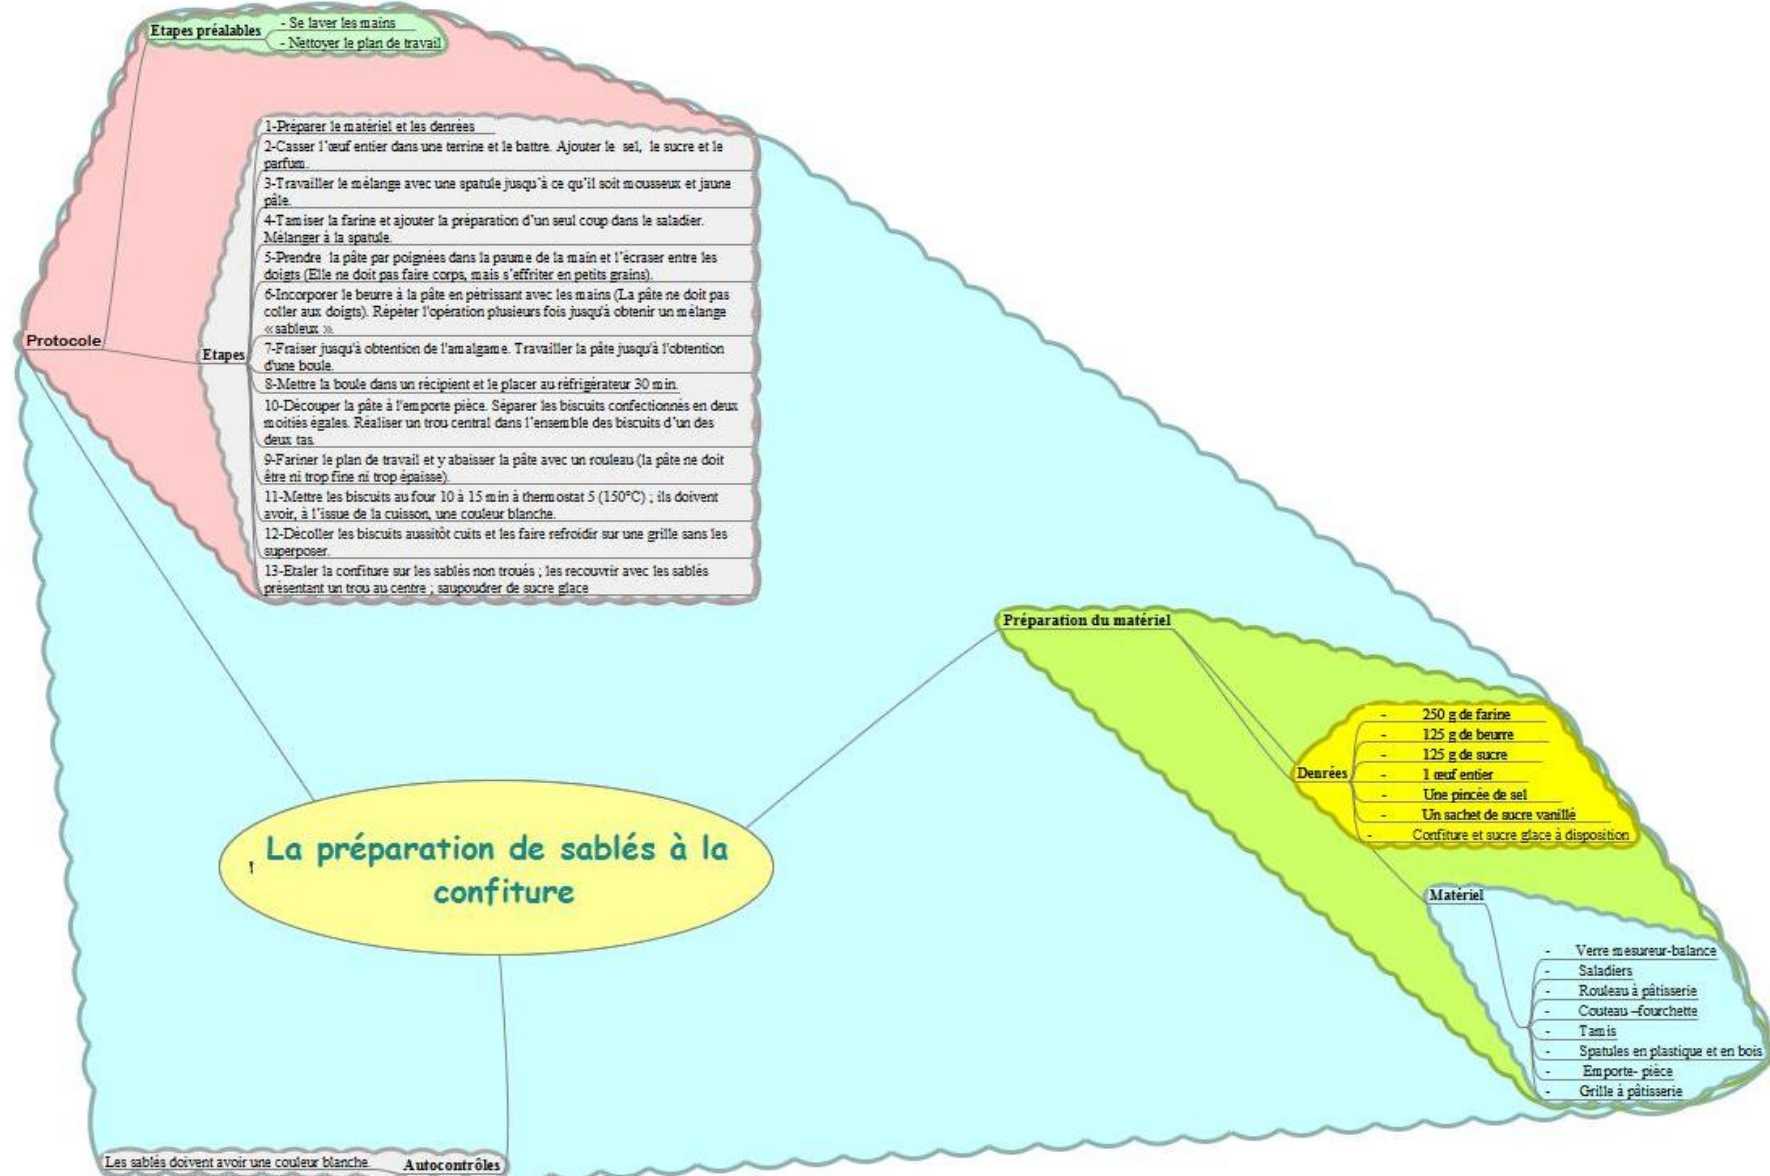 Etapes préalables
- Se laver les mains
- Nettoyer le plan de travail
Protocole
Etapes
1-Préparer le matériel et les denrées
2-Casser l'œuf entier dans une terrine et le battre. Ajouter le sel, le sucre et le
parfum.
3-Travailler le mélange avec une spatule jusqu'à ce qu'il soit mousseux et jaune
pâle.
4-Tamiser la farine et ajouter la préparation d'un seul coup dans le saladier.
Mélanger à la spatule.
5-Prendre la pâte par poignées dans la paume de la main et l'écraser entre les
doigts (Elle ne doit pas faire corps, mais s'effriter en petits grains).
6-Incorporer le beurre à la pâte en pétrissant avec les mains (La pâte ne doit pas
coller aux doigts). Répéter l'opération plusieurs fois jusqu'à obtenir un mélange
« sableux ».
7-Fraiser jusqu'à obtention de l'amalgame. Travailler la pâte jusqu'à l'obtention
d'une boule.
8-Mettre la boule dans un récipient et le placer au réfrigérateur 30 min.
10-Découper la pâte à l'emporte pièce. Séparer les biscuits confectionnés en deux
moitiés égales. Réaliser un trou central dans l'ensemble des biscuits d'un des
deux tas.
9-Fariner le plan de travail et y abaisser la pâte avec un rouleau (la pâte ne doit
être ni trop fine ni trop épaisse).
11-Mettre les biscuits au four 10 à 15 min à thermostat 5 (150°C) ; ils doivent
avoir, à l'issue de la cuisson, une couleur blanche.
12-Décoller les biscuits aussitôt cuits et les faire refroidir sur une grille sans les
superposer.
13-Etaler la confiture sur les sablés non troués ; les recouvrir avec les sablés
présentant un trou au centre ; saupoudrer de sucre glace
Préparation du matériel
Denrées
- 250 g de farine
- 125 g de beurre
- 125 g de sucre
- 1 œuf entier
- Une pincée de sel
- Un sachet de sucre vanillé
- Confiture et sucre glace à disposition
La préparation de sablés à la
confiture
Matériel
- Verre mesureur-balance
- Saladiers
- Rouleau à pâtisserie
- Couteau –fourchette
- Tamis
- Spatules en plastique et en bois
- Emporte- pièce
- Grille à pâtisserie
Les sablés doivent avoir une couleur blanche.
Autocontrôles